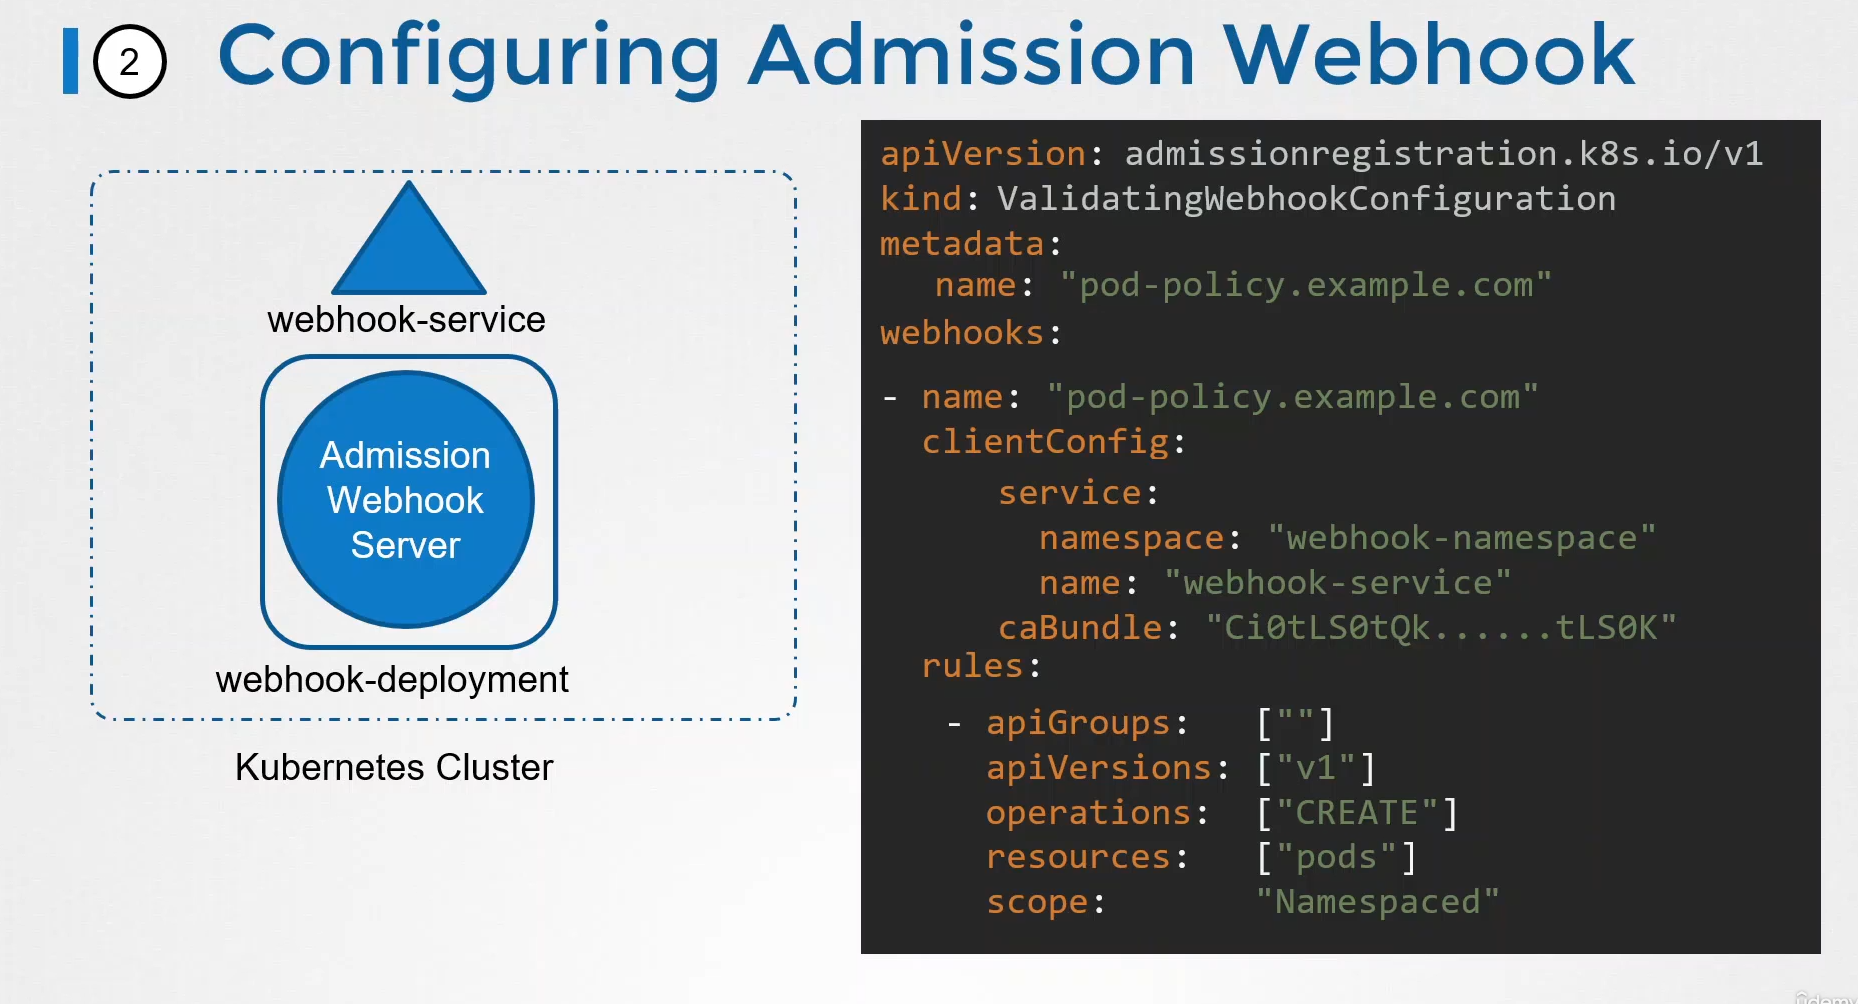 2
Configuring Admission Webhook
webhook-service
Admission
Webhook
Server
webhook-deployment
Kubernetes Cluster
apiVersion: admissionregistration.k8s.io/v1
kind: ValidatingWebhookConfiguration
metadata:
name: "pod-policy.example.com"
webhooks:
- name: "pod-policy.example.com"
clientConfig:
service:
namespace: "webhook-namespace"
name: "webhook-service"
caBundle: "Ci0tLS0tQk......tLS0K"
rules:
- apiGroups: [""]
apiVersions: ["v1"]
operations: ["CREATE"]
resources: ["pods"]
scope: "Namespaced"